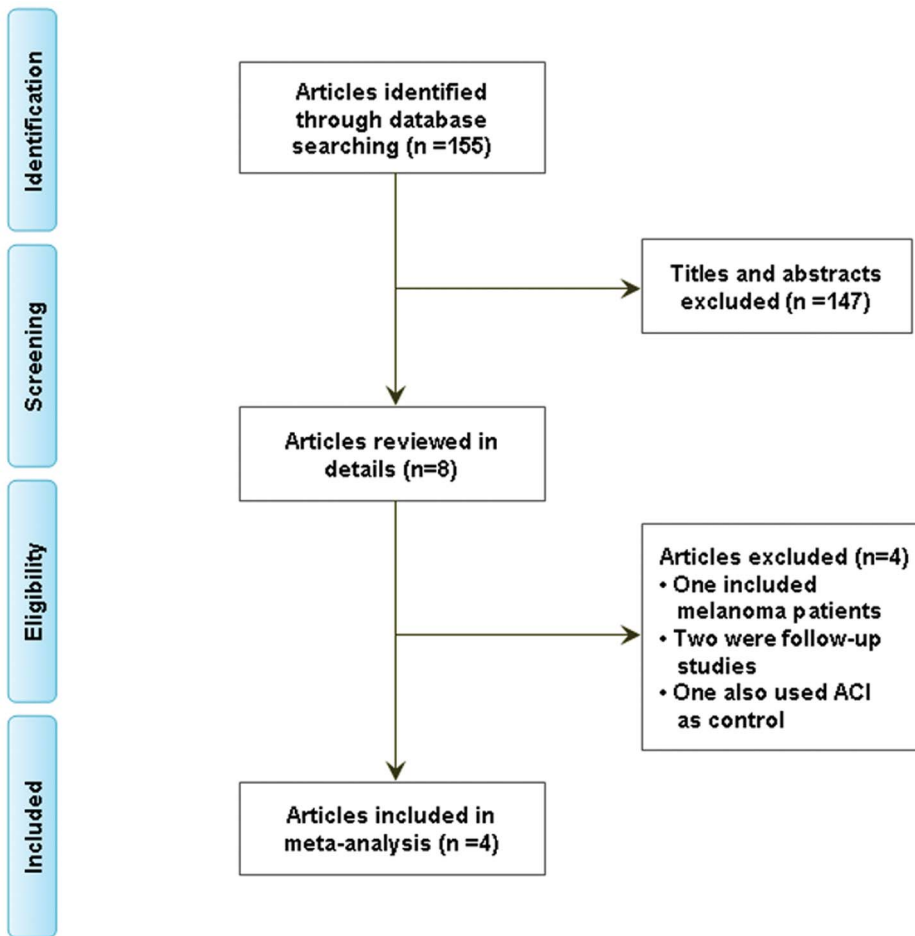 Identification
Articles identified
through database
searching (n =155)
Screening
Titles and abstracts
excluded (n =147)
Articles reviewed in
details (n=8)
Eligibility
Articles excluded (n=4)
• One included
melanoma patients
• Two were follow-up
studies
• One also used ACI
as control
Included
Articles included in
meta-analysis (n =4)